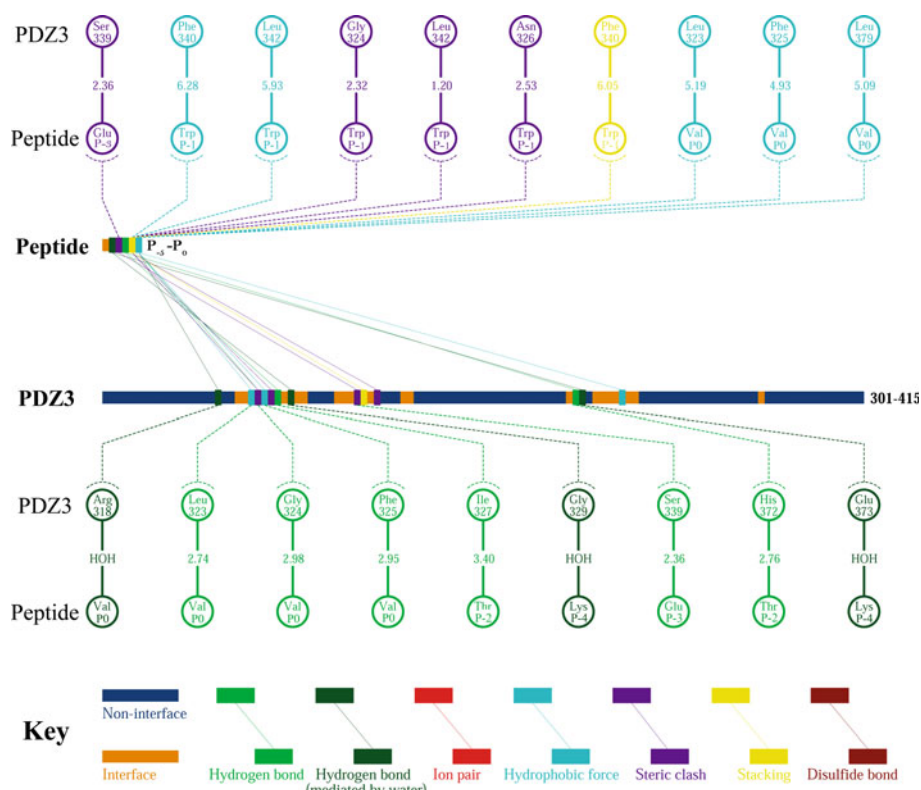 PDZ3 Ser 339 Phe 340 Leu 342 Gly 324 Leu 342 Asn 326 Phe 340 Leu 323 Phe 325 Leu 379
2.36 6.28 5.93 2.32 1.20 2.53 6.05 5.19 4.93 5.09
Peptide Glu P-3 Trp P-1 Trp P-1 Trp P-1 Trp P-1 Trp P-1 Trp P-1 Val P0 Val P0 Val P0
Peptide P-5 -P0
PDZ3 301-415
PDZ3 Arg 318 Leu 323 Gly 324 Phe 325 Ile 327 Gly 329 Ser 339 His 372 Glu 373
HOH 2.74 2.98 2.95 3.40 HOH 2.36 2.76 HOH
Peptide Val P0 Val P0 Val P0 Val P0 Thr P-2 Lys P-4 Glu P-3 Thr P-2 Lys P-4
Key
Non-interface
Interface Hydrogen bond Hydrogen bond Ion pair Hydrophobic force Steric clash Stacking Disulfide bond
(mediated by water)